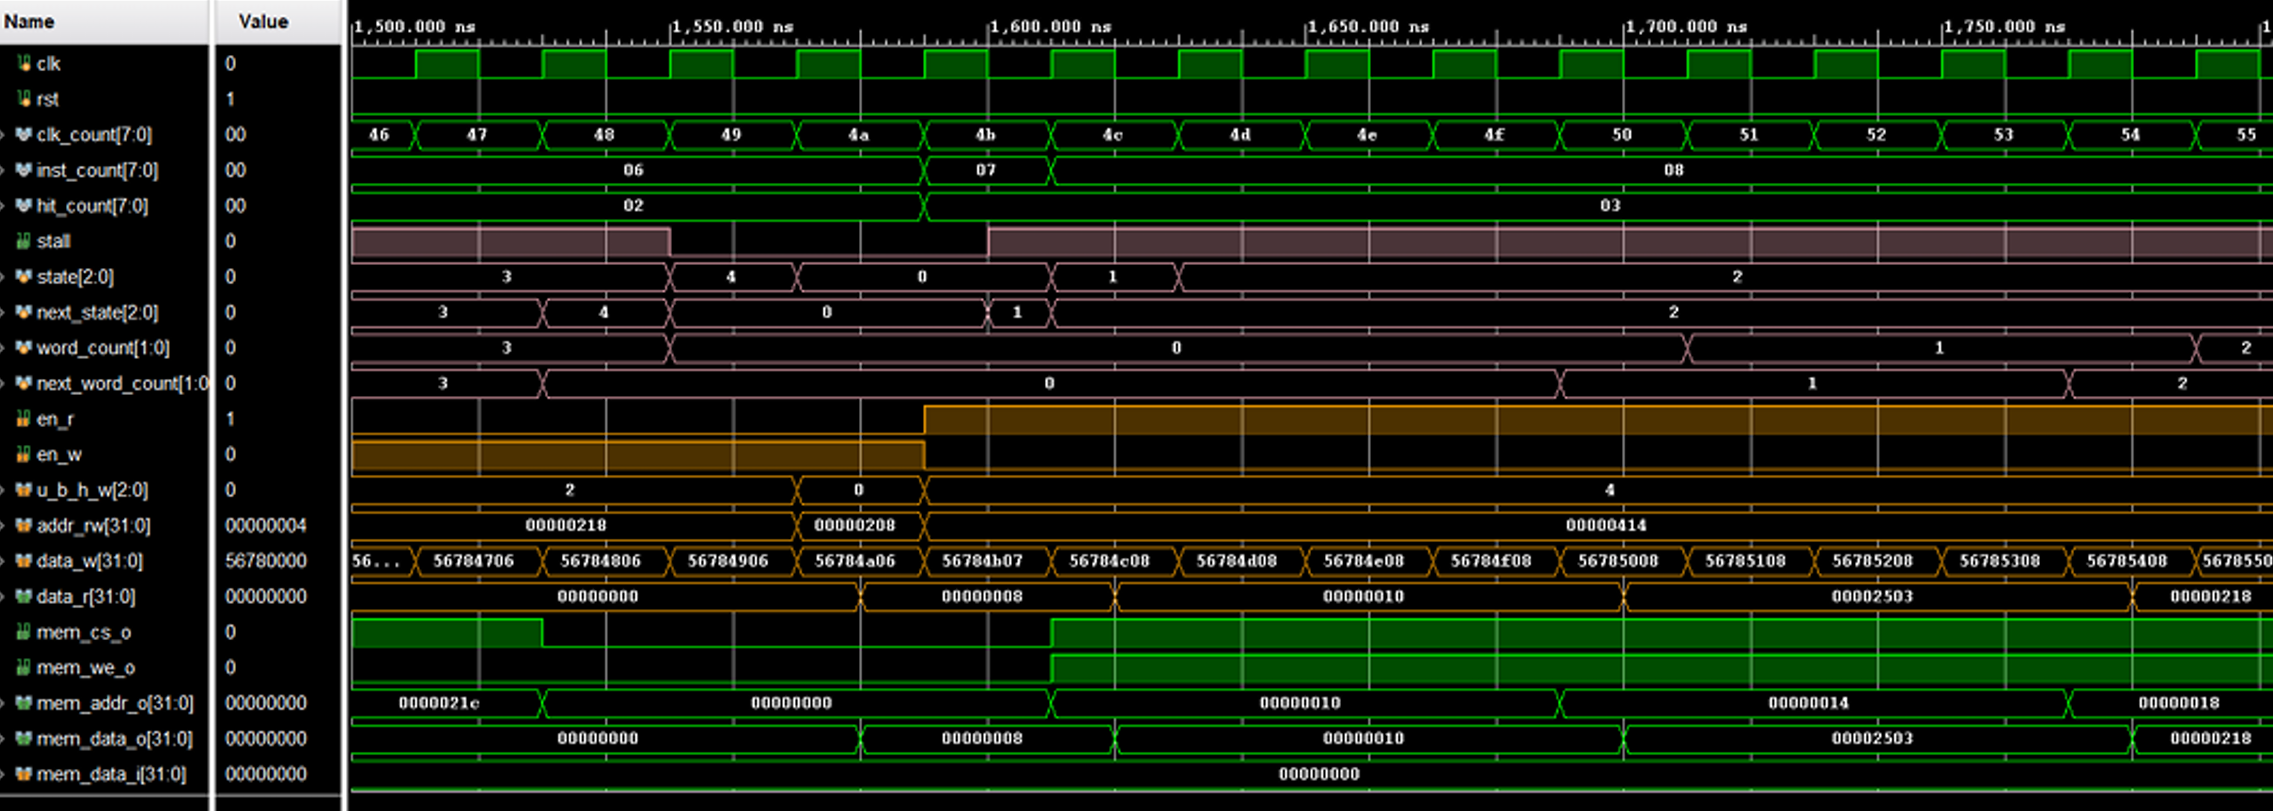 Name Value 1,500.000 ns 1,550.000 ns 1,600.000 ns 1,650.000 ns 1,700.000 ns 1,750.000 ns 1
clk 0
rst 1
clk_count[7:0] 00 46 47 48 49 4a 4b 4c 4d 4e 4f 50 51 52 53 54 55
inst_count[7:0] 00 06 07 08
hit_count[7:0] 00 02 03
stall 0
state[2:0] 0 3 4 0 1 2
next_state[2:0] 0 3 4 0 1 2
word_count[1:0] 0 3 0 1 2
next_word_count[1:0 0 3 0 1 2
en_r 1
en_w 0
u_b_h_w[2:0] 0 2 0 4
addr_rw[31:0] 00000004 00000218 00000208 00000414
data_w[31:0] 56780000 56... 56784706 56784806 56784906 56784a06 56784b07 56784c08 56784d08 56784e08 56784f08 56785008 56785108 56785208 56785308 56785408 5678550
data_r[31:0] 00000000 00000000 00000008 00000010 00002503 00000218
mem_cs_o 0
mem_we_o 0
mem_addr_o[31:0] 00000000 0000021c 00000000 00000010 00000014 00000018
mem_data_o[31:0] 00000000 00000000 00000008 00000010 00002503 00000218
mem_data_i[31:0] 00000000 00000000